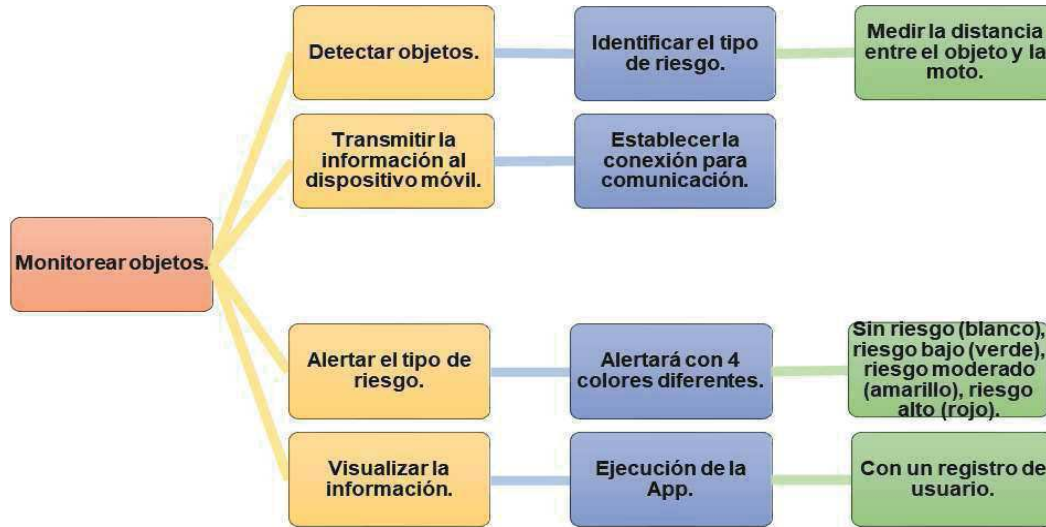 Detectar objetos.
Identificar el tipo
de riesgo.
Medir la distancia
entre el objeto y la
moto.
Transmitir la
información al
dispositivo móvil.
Establecer la
conexión para
comunicación.
Monitorear objetos.
Alertar el tipo de
riesgo.
Alertará con 4
colores diferentes.
Sin riesgo (blanco),
riesgo bajo (verde),
riesgo moderado
(amarillo), riesgo
alto (rojo).
Visualizar la
información.
Ejecución de la
App.
Con un registro de
usuario.